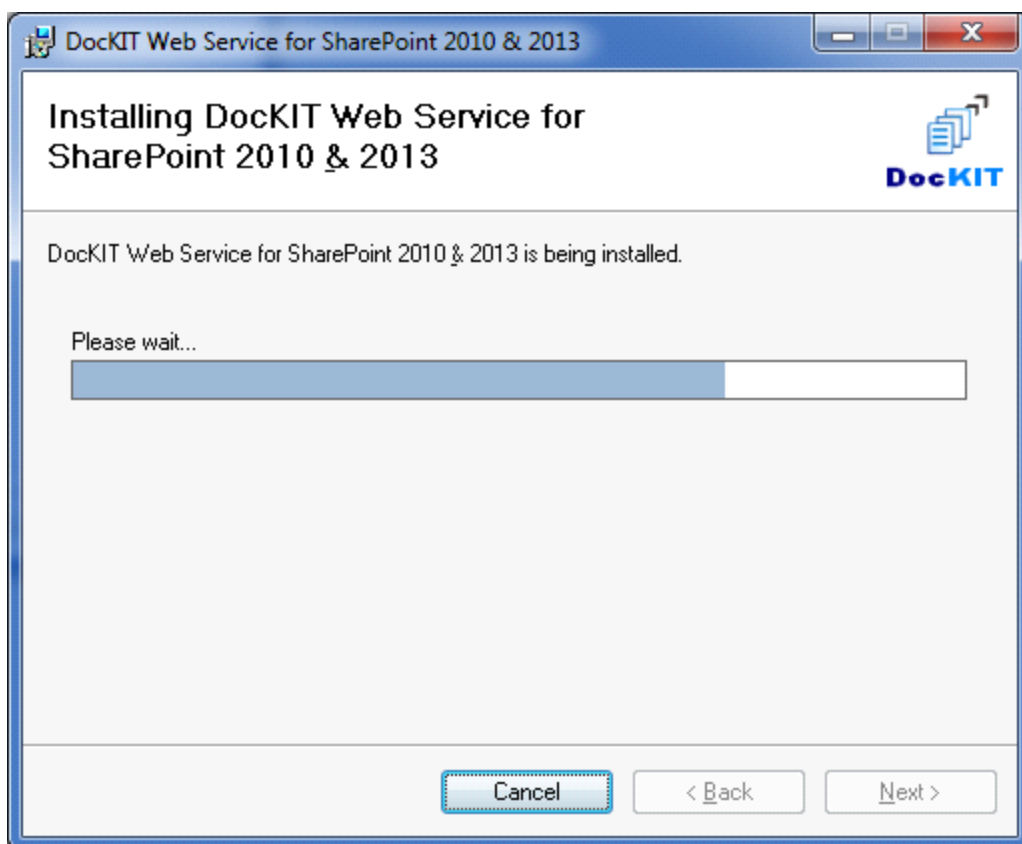 DocKIT Web Service for SharePoint 2010 & 2013
Installing DocKIT Web Service for
SharePoint 2010 & 2013
DocKIT
DocKIT Web Service for SharePoint 2010 & 2013 is being installed.
Please wait...
Cancel
< Back
Next >